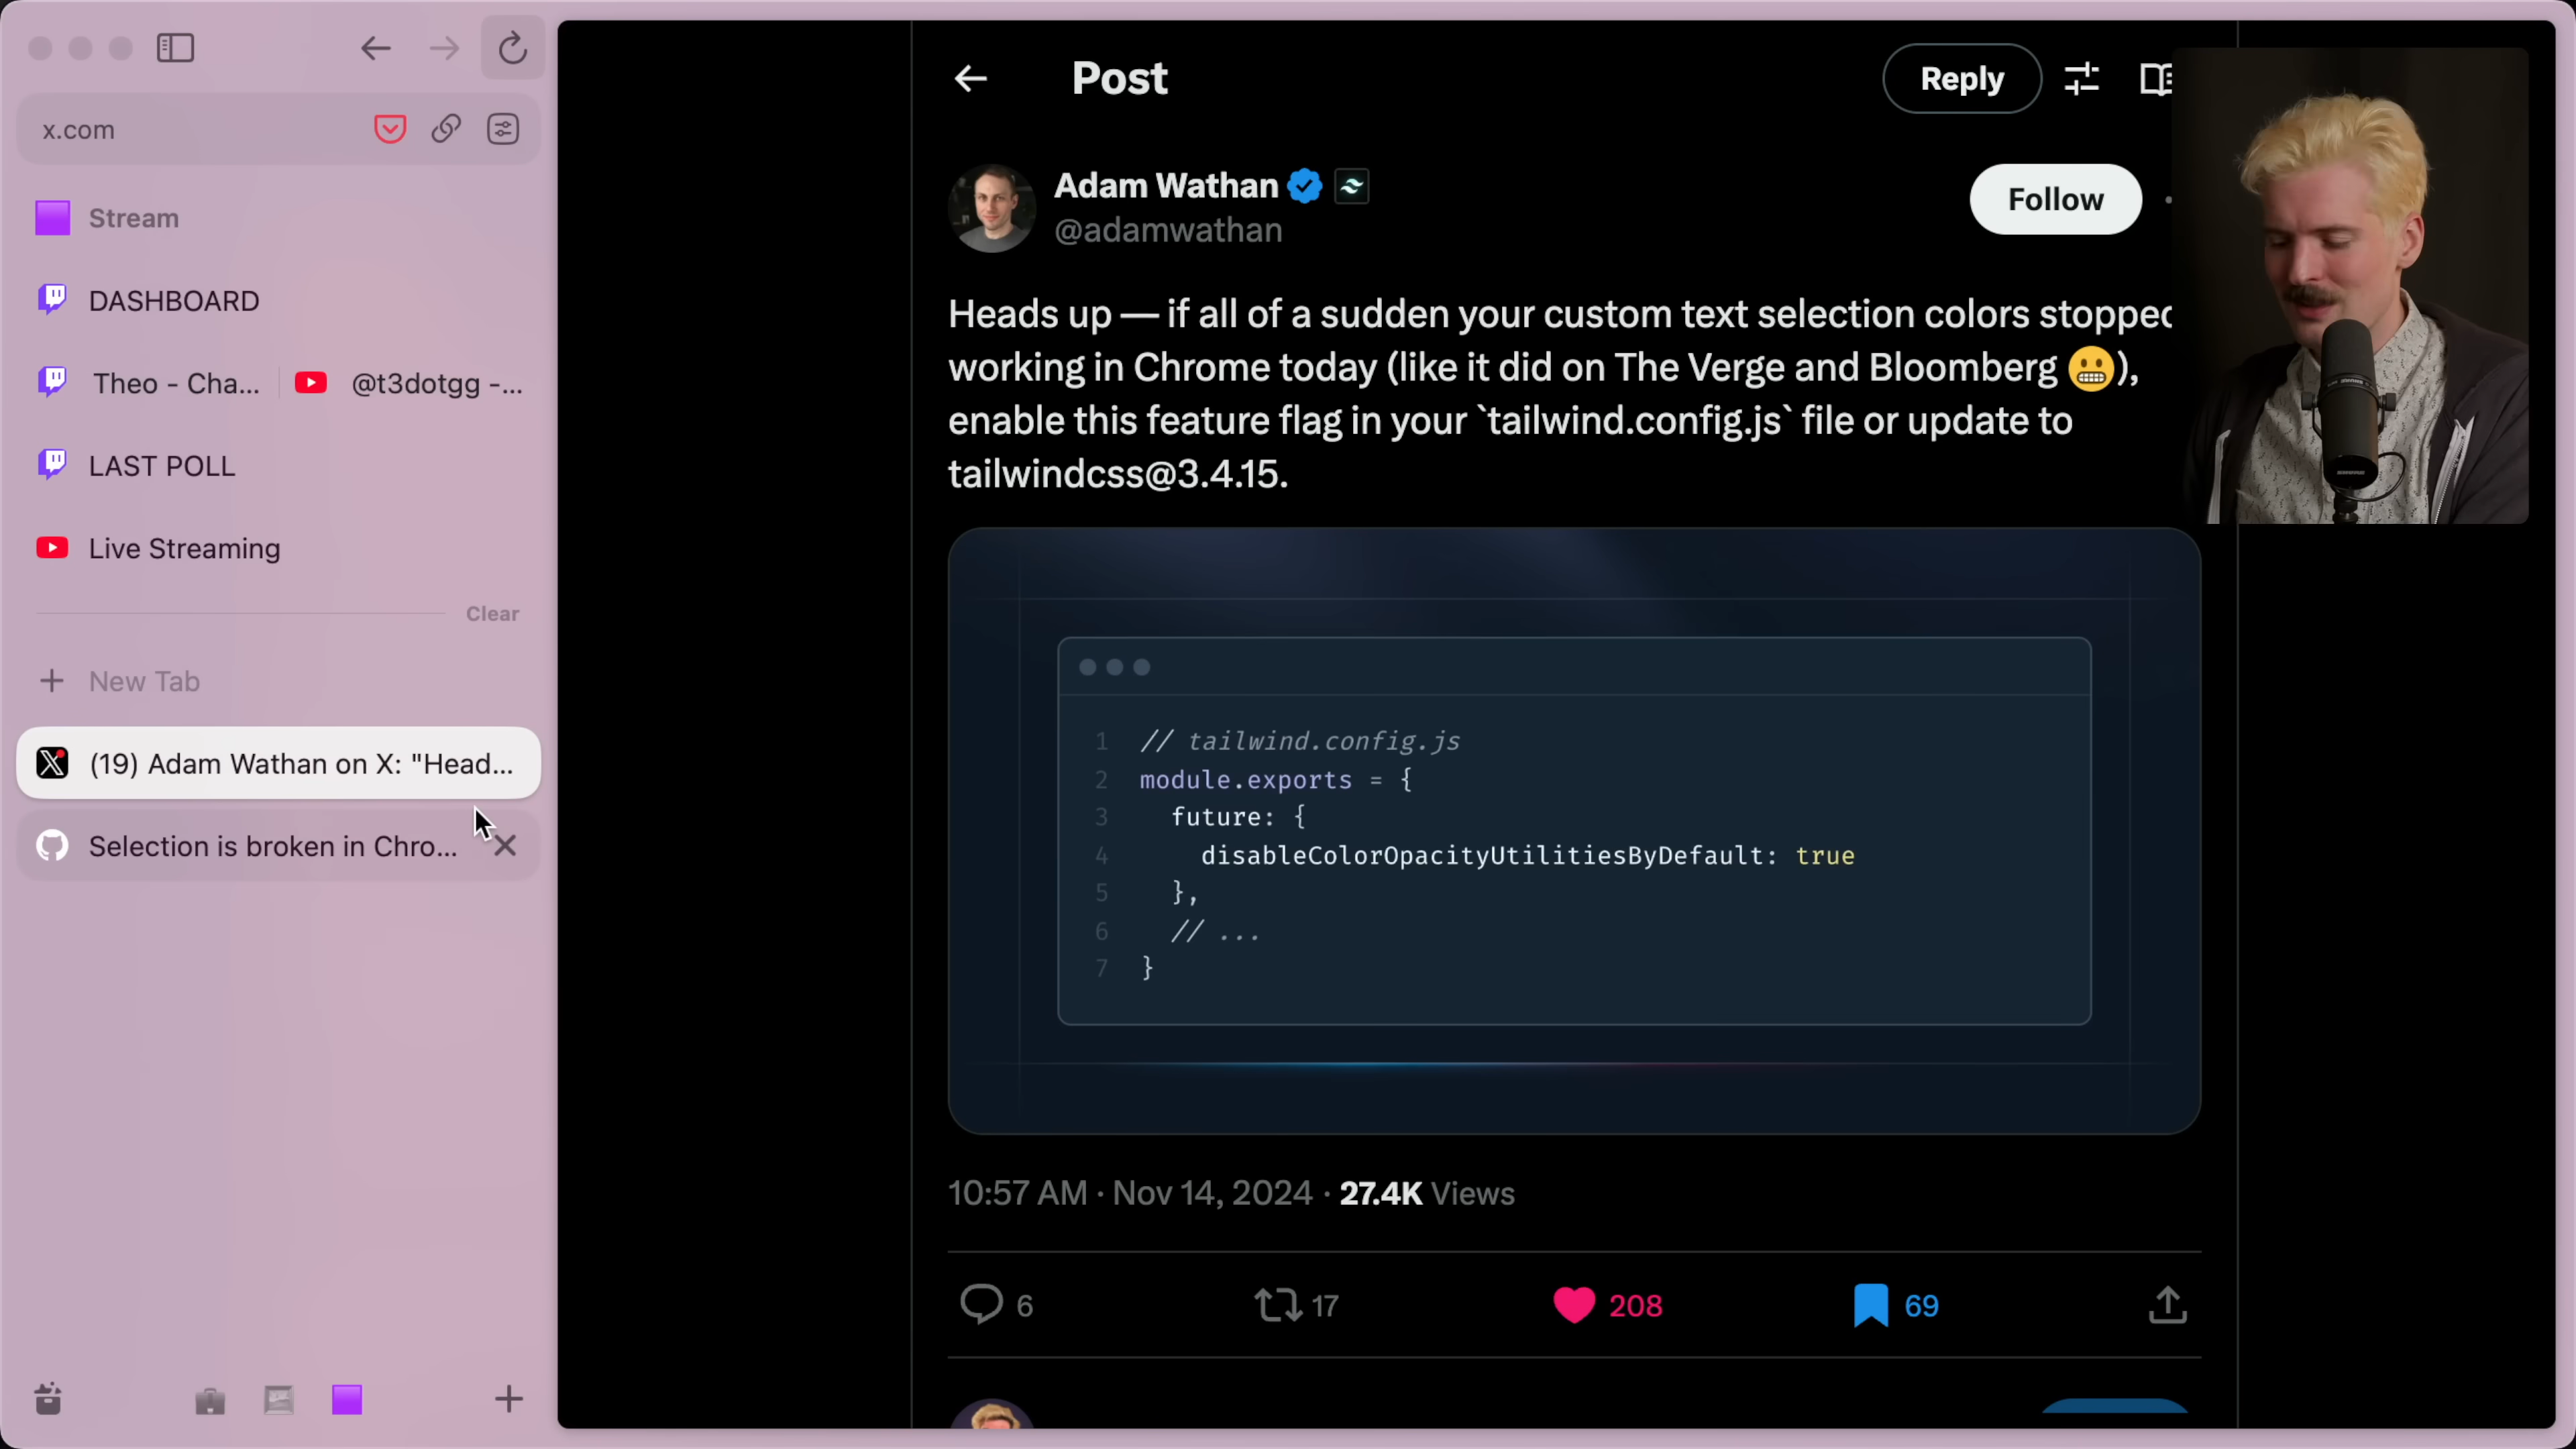 x.com
Stream
DASHBOARD
Theo - Cha...
@t3dotgg -...
LAST POLL
Live Streaming
Clear
New Tab
(19) Adam Wathan on X: "Head...
Selection is broken in Chro...
Post
Reply
Adam Wathan
@adamwathan
Follow
Heads up — if all of a sudden your custom text selection colors stopped
working in Chrome today (like it did on The Verge and Bloomberg 😬),
enable this feature flag in your `tailwind.config.js` file or update to
tailwindcss@3.4.15.
1 // tailwind.config.js
2 module.exports = {
3 future: {
4 disableColorOpacityUtilitiesByDefault: true
5 },
6 // ...
7 }
10:57 AM · Nov 14, 2024 · 27.4K Views
6 17 208 69